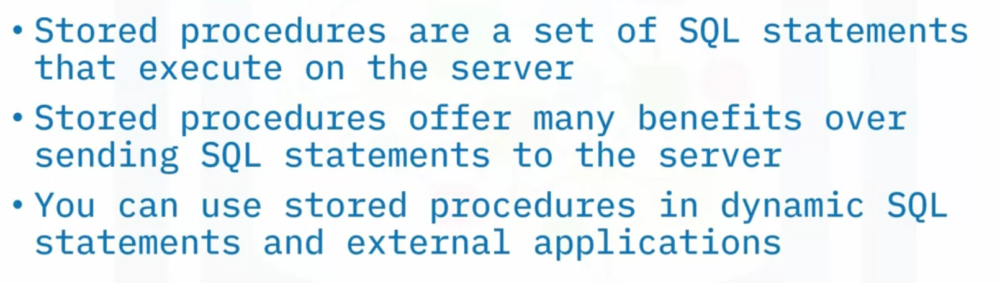 • Stored procedures are a set of SQL statements
that execute on the server
• Stored procedures offer many benefits over
sending SQL statements to the server
• You can use stored procedures in dynamic SQL
statements and external applications